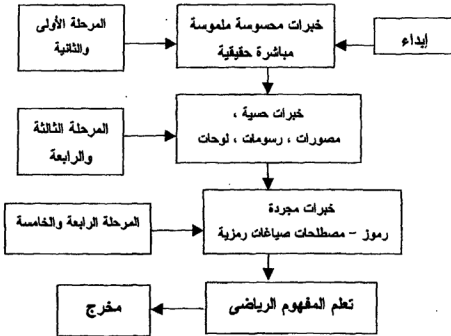 المرحلة الأولى
والثانية
خبرات محسوسة ملموسة
مباشرة حقيقية
إبداء
خبرات حسية ،
مصورات ، رسومات ، لوحات
المرحلة الثالثة
والرابعة
خبرات مجردة
رموز – مصطلحات صياغات رمزية
المرحلة الرابعة والخامسة
تعلم المفهوم الرياضى
مخرج